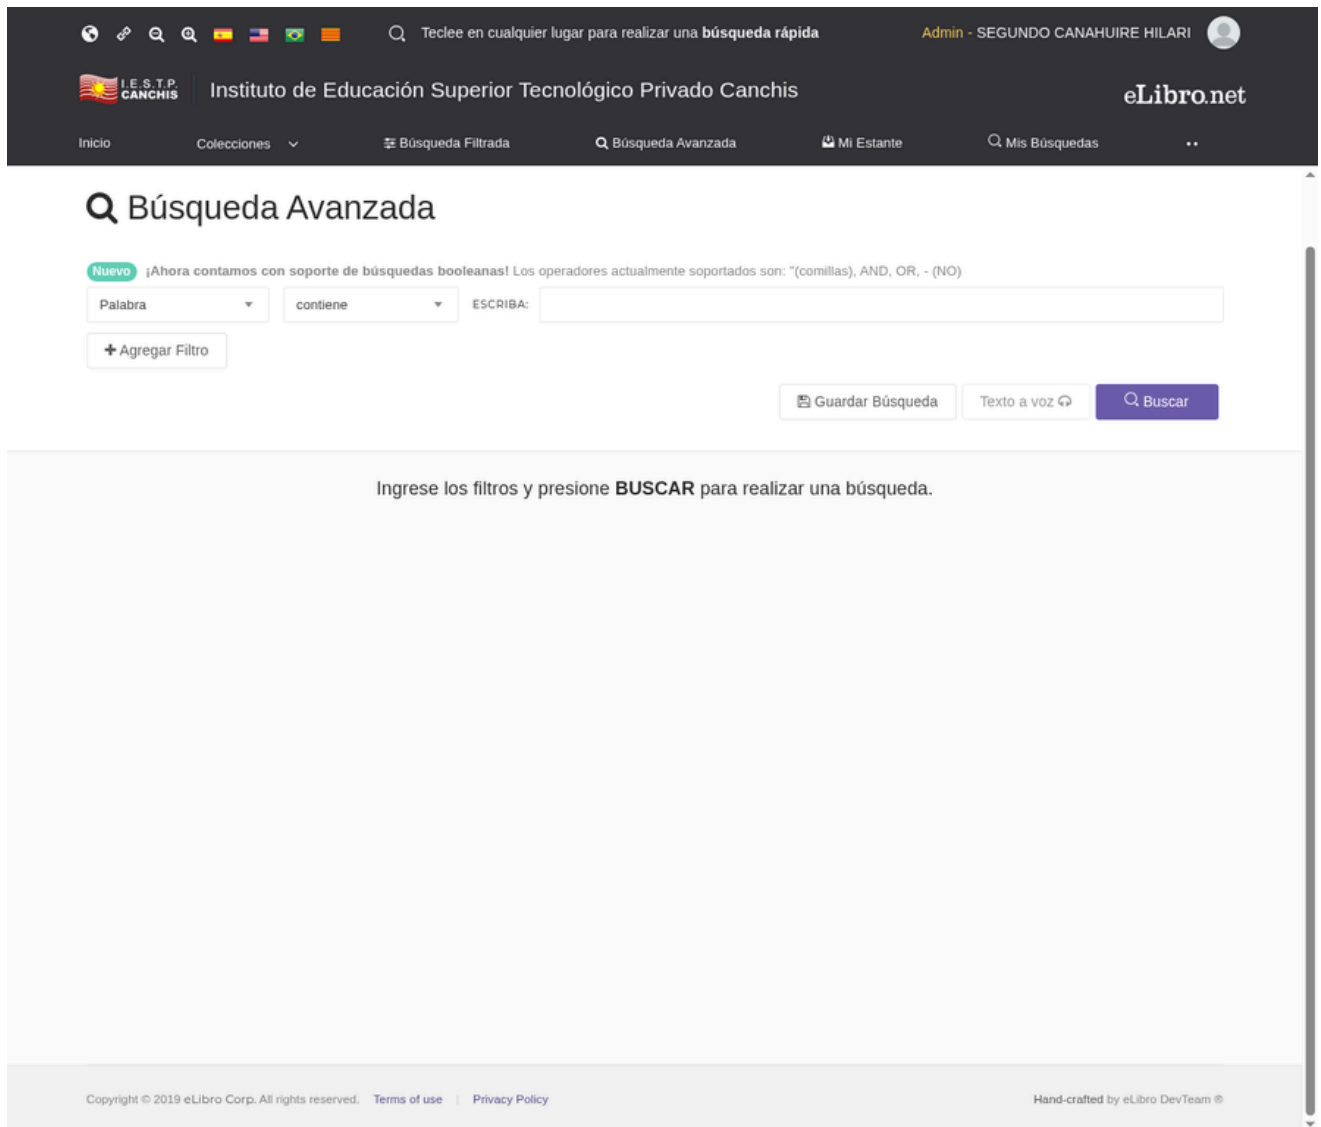 Teclee en cualquier lugar para realizar una búsqueda rápida
Admin - SEGUNDO CANAHUIRE HILARI
I.E.S.T.P.
CANCHIS
Instituto de Educación Superior Tecnológico Privado Canchis
eLibro.net
Inicio
Colecciones
Búsqueda Filtrada
Búsqueda Avanzada
Mi Estante
Mis Búsquedas
Búsqueda Avanzada
Nuevo ¡Ahora contamos con soporte de búsquedas booleanas! Los operadores actualmente soportados son: "(comillas), AND, OR, - (NO)
Palabra
contiene
ESCRIBA:
Agregar Filtro
Guardar Búsqueda
Texto a voz
Buscar
Ingrese los filtros y presione BUSCAR para realizar una búsqueda.
Copyright © 2019 eLibro Corp. All rights reserved. Terms of use | Privacy Policy
Hand-crafted by eLibro DevTeam ®